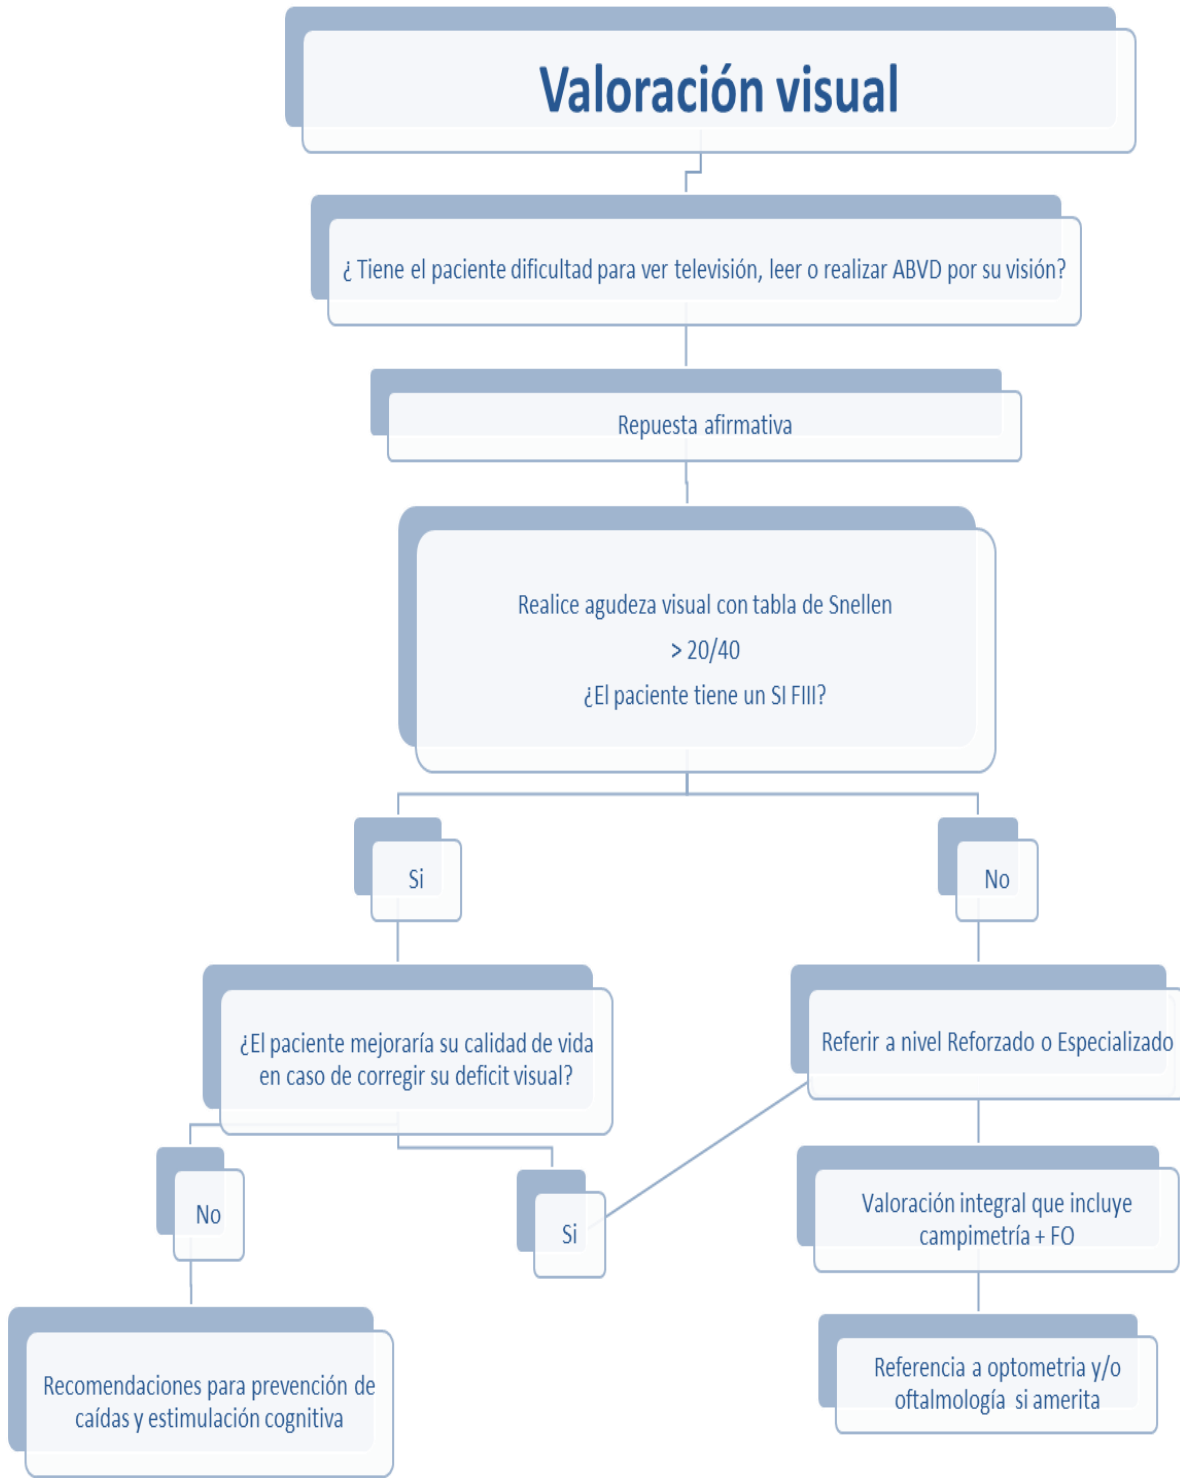 Valoración visual
¿ Tiene el paciente dificultad para ver televisión, leer o realizar ABVD por su visión?
Repuesta afirmativa
Realice agudeza visual con tabla de Snellen
> 20/40
¿El paciente tiene un SI FIII?
Si
No
¿El paciente mejoraría su calidad de vida
en caso de corregir su deficit visual?
Referir a nivel Reforzado o Especializado
No
Si
Valoración integral que incluye
campimetría + FO
Recomendaciones para prevención de
caídas y estimulación cognitiva
Referencia a optometria y/o
oftalmología si amerita